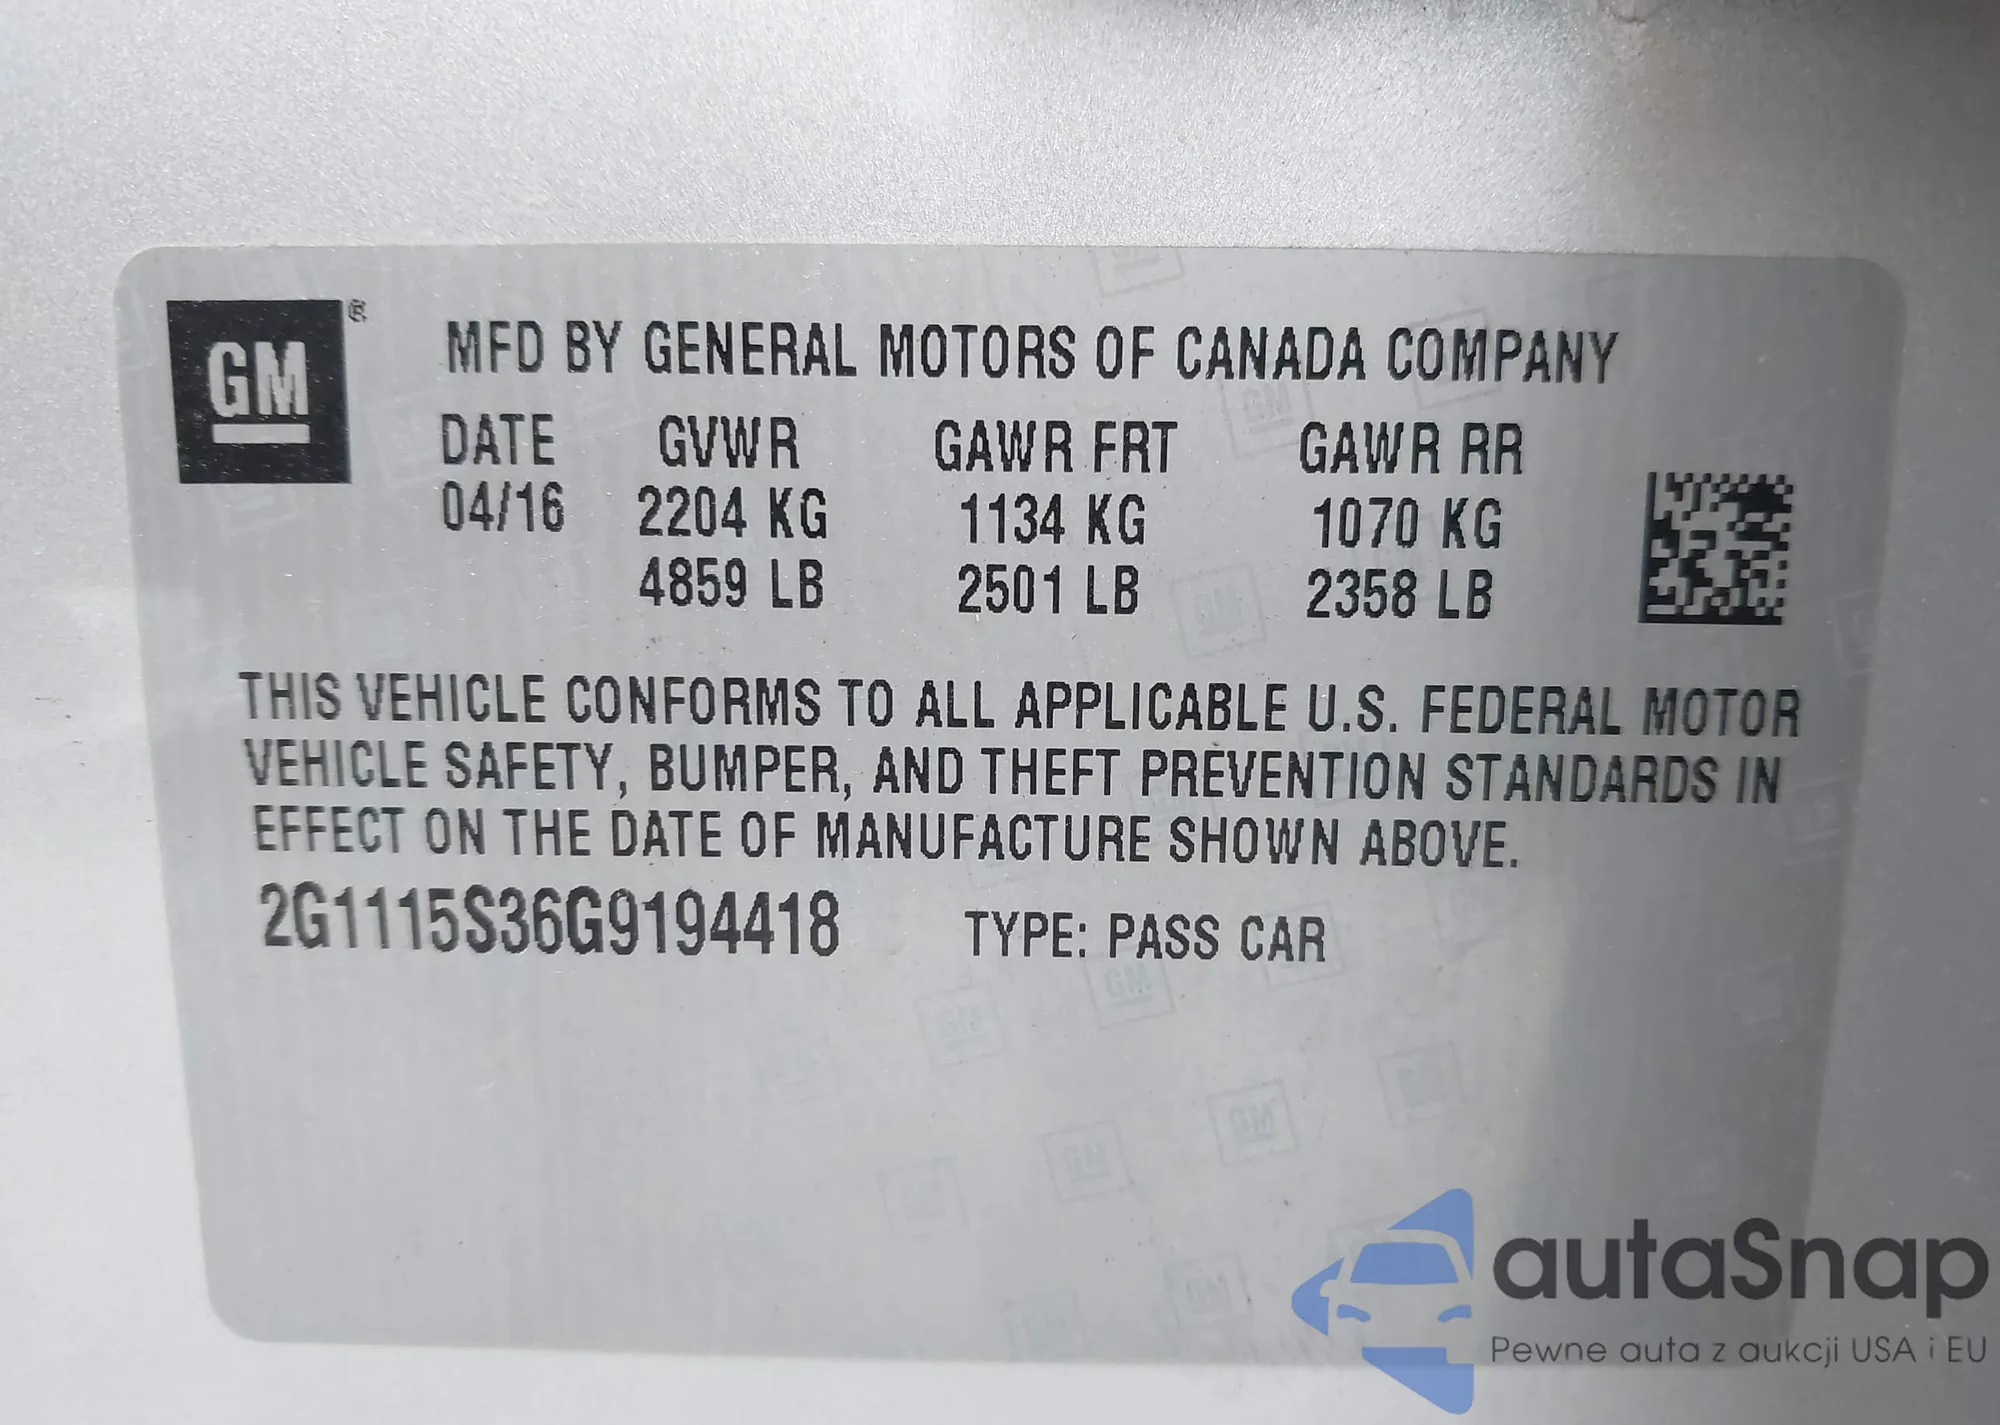 GM®
MFD BY GENERAL MOTORS OF CANADA COMPANY
DATE GVWR GAWR FRT GAWR RR
04/16 2204 KG 1134 KG 1070 KG
4859 LB 2501 LB 2358 LB
THIS VEHICLE CONFORMS TO ALL APPLICABLE U.S. FEDERAL MOTOR
VEHICLE SAFETY, BUMPER, AND THEFT PREVENTION STANDARDS IN
EFFECT ON THE DATE OF MANUFACTURE SHOWN ABOVE.
2G1115S36G9194418 TYPE: PASS CAR
autaSnap
Pewne auta z aukcji USA i EU